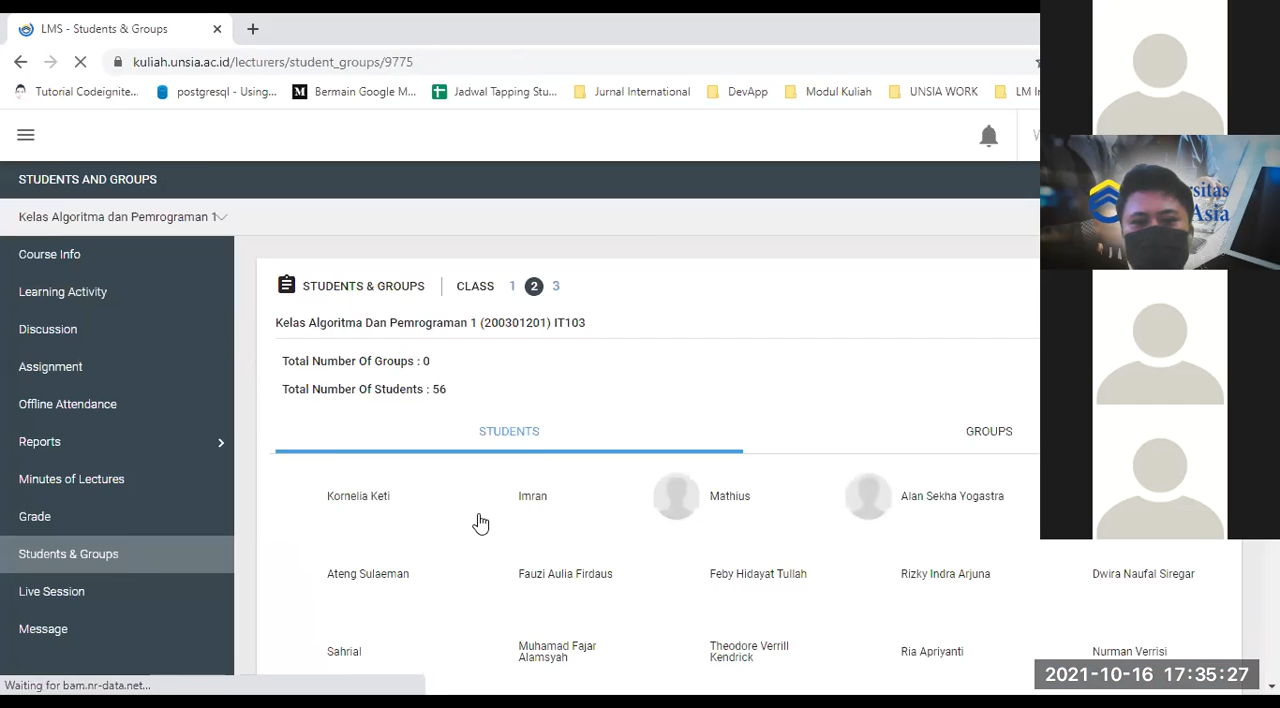 LMS - Students & Groups
kuliah.unsia.ac.id/lecturers/student_groups/9775
Tutorial Codeignite... postgresql - Using... Bermain Google M... Jadwal Tapping Stu... Jurnal International DevApp Modul Kuliah UNSIA WORK LM
STUDENTS AND GROUPS
Kelas Algoritma dan Pemrograman 1
Course Info
Learning Activity
Discussion
Assignment
Offline Attendance
Reports
Minutes of Lectures
Grade
Students & Groups
Live Session
Message
STUDENTS & GROUPS CLASS 1 2 3
Kelas Algoritma Dan Pemrograman 1 (200301201) IT103
Total Number Of Groups : 0
Total Number Of Students : 56
STUDENTS GROUPS
Kornelia Keti Imran Mathius Alan Sekha Yogastra
Ateng Sulaeman Fauzi Aulia Firdaus Feby Hidayat Tullah Rizky Indra Arjuna Dwira Naufal Siregar
Sahrial Muhamad Fajar Alamsyah Theodore Verrill Kendrick Ria Apriyanti Nurman Verrisi
Waiting for bam.nr-data.net...
Asia
2021-10-16 17:35:27